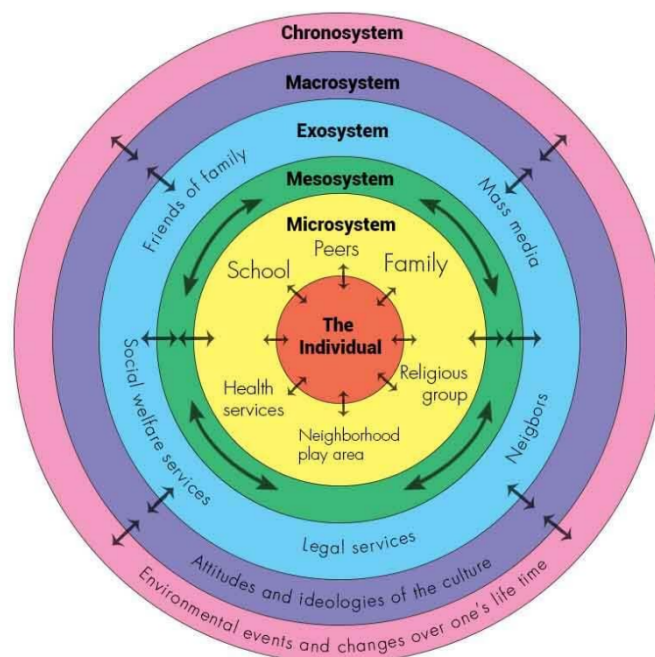 Chronosystem
Macrosystem
Exosystem
Mesosystem
Microsystem
Friends of family
Mass media
Peers
School
Family
The
Individual
Health
services
Religious
group
Neighborhood
play area
Social welfare services
Neigbors
Legal services
Attitudes and ideologies of the culture
Environmental events and changes over one's life time